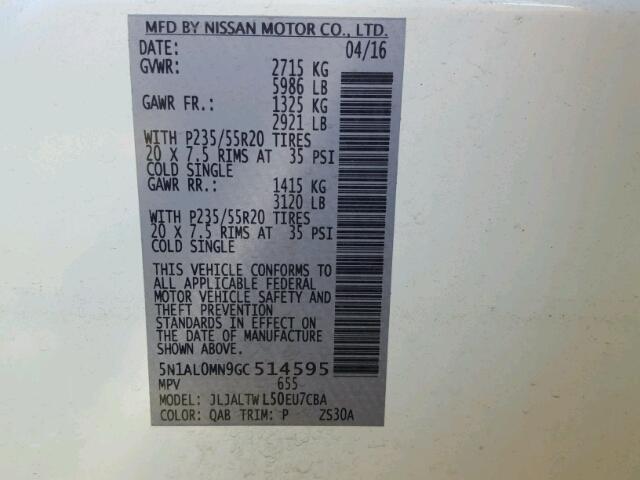 MFD BY NISSAN MOTOR CO., LTD.
DATE: 04/16
GVWR: 2715 KG
5986 LB
GAWR FR.: 1325 KG
2921 LB
WITH P235/55R20 TIRES
20 X 7.5 RIMS AT 35 PSI
COLD SINGLE
GAWR RR.: 1415 KG
3120 LB
WITH P235/55R20 TIRES
20 X 7.5 RIMS AT 35 PSI
COLD SINGLE
THIS VEHICLE CONFORMS TO
ALL APPLICABLE FEDERAL
MOTOR VEHICLE SAFETY AND
THEFT PREVENTION
STANDARDS IN EFFECT ON
THE DATE OF MANUFACTURE
SHOWN ABOVE.
5N1AL0MN9GC514595
MPV 655
MODEL: JLJALTWL50EU7CBA
COLOR: QAB TRIM: P ZS30A